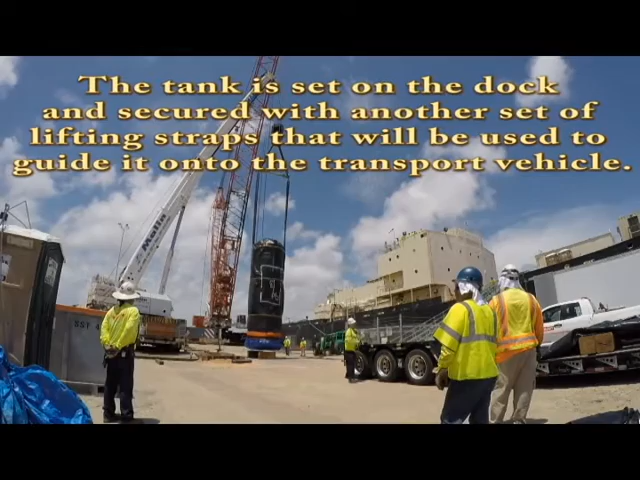 The tank is set on the dock
and secured with another set of
lifting straps that will be used to
guide it onto the transport vehicle.